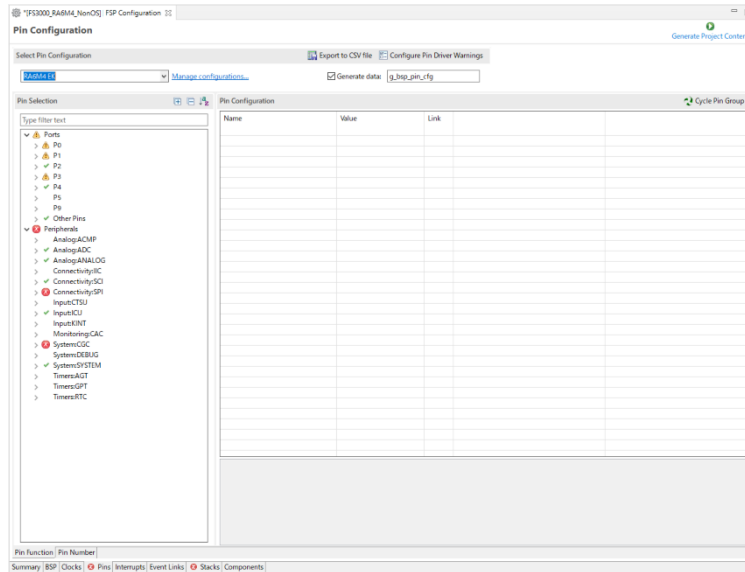 *[FS3000_RA6M4_NonOS] FSP Configuration
Pin Configuration
Generate Project Conten
Select Pin Configuration
Export to CSV file
Configure Pin Driver Warnings
RA6M4 EK
Manage configurations...
Generate data:
g_bsp_pin_cfg
Pin Selection
Pin Configuration
Cycle Pin Group
Type filter text
Name Value Link
Ports
P0
P1
P2
P3
P4
P5
P9
Other Pins
Peripherals
Analog:ACMP
Analog:ADC
Analog:ANALOG
Connectivity:IIC
Connectivity:SCI
Connectivity:SPI
Input:CTSU
Input:ICU
Input:KINT
Monitoring:CAC
System:CGC
System:DEBUG
System:SYSTEM
Timers:AGT
Timers:GPT
Timers:RTC
Pin Function Pin Number
Summary BSP Clocks Pins Interrupts Event Links Stacks Components